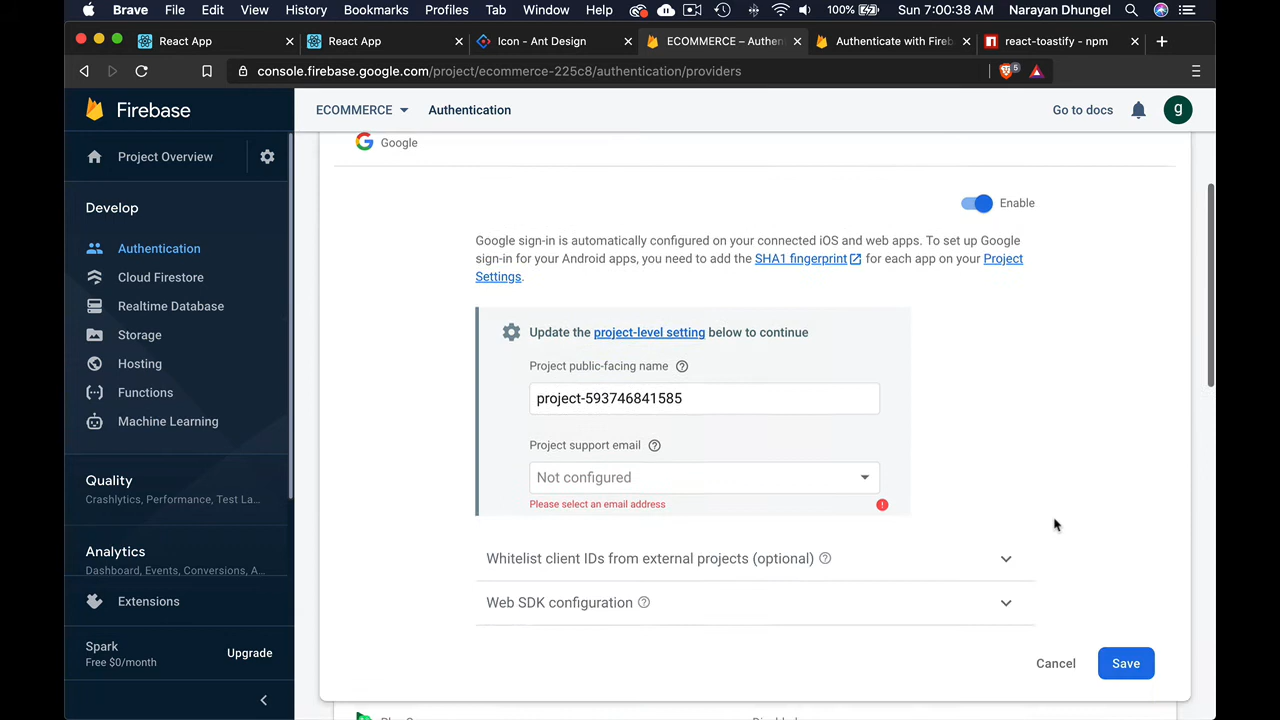 Brave File Edit View History Bookmarks Profiles Tab Window Help 100% Sun 7:00:38 AM Narayan Dhungel
React App
React App
Icon - Ant Design
ECOMMERCE – Authen
Authenticate with Fireb
react-toastify - npm
console.firebase.google.com/project/ecommerce-225c8/authentication/providers
5
Firebase
ECOMMERCE
Authentication
Go to docs
g
Project Overview
Develop
Authentication
Cloud Firestore
Realtime Database
Storage
Hosting
Functions
Machine Learning
Quality
Crashlytics, Performance, Test La...
Analytics
Dashboard, Events, Conversions, A...
Extensions
Spark
Free $0/month
Upgrade
Google
Enable
Google sign-in is automatically configured on your connected iOS and web apps. To set up Google
sign-in for your Android apps, you need to add the SHA1 fingerprint for each app on your Project
Settings.
Update the project-level setting below to continue
Project public-facing name
project-593746841585
Project support email
Not configured
Please select an email address
Whitelist client IDs from external projects (optional)
Web SDK configuration
Cancel
Save